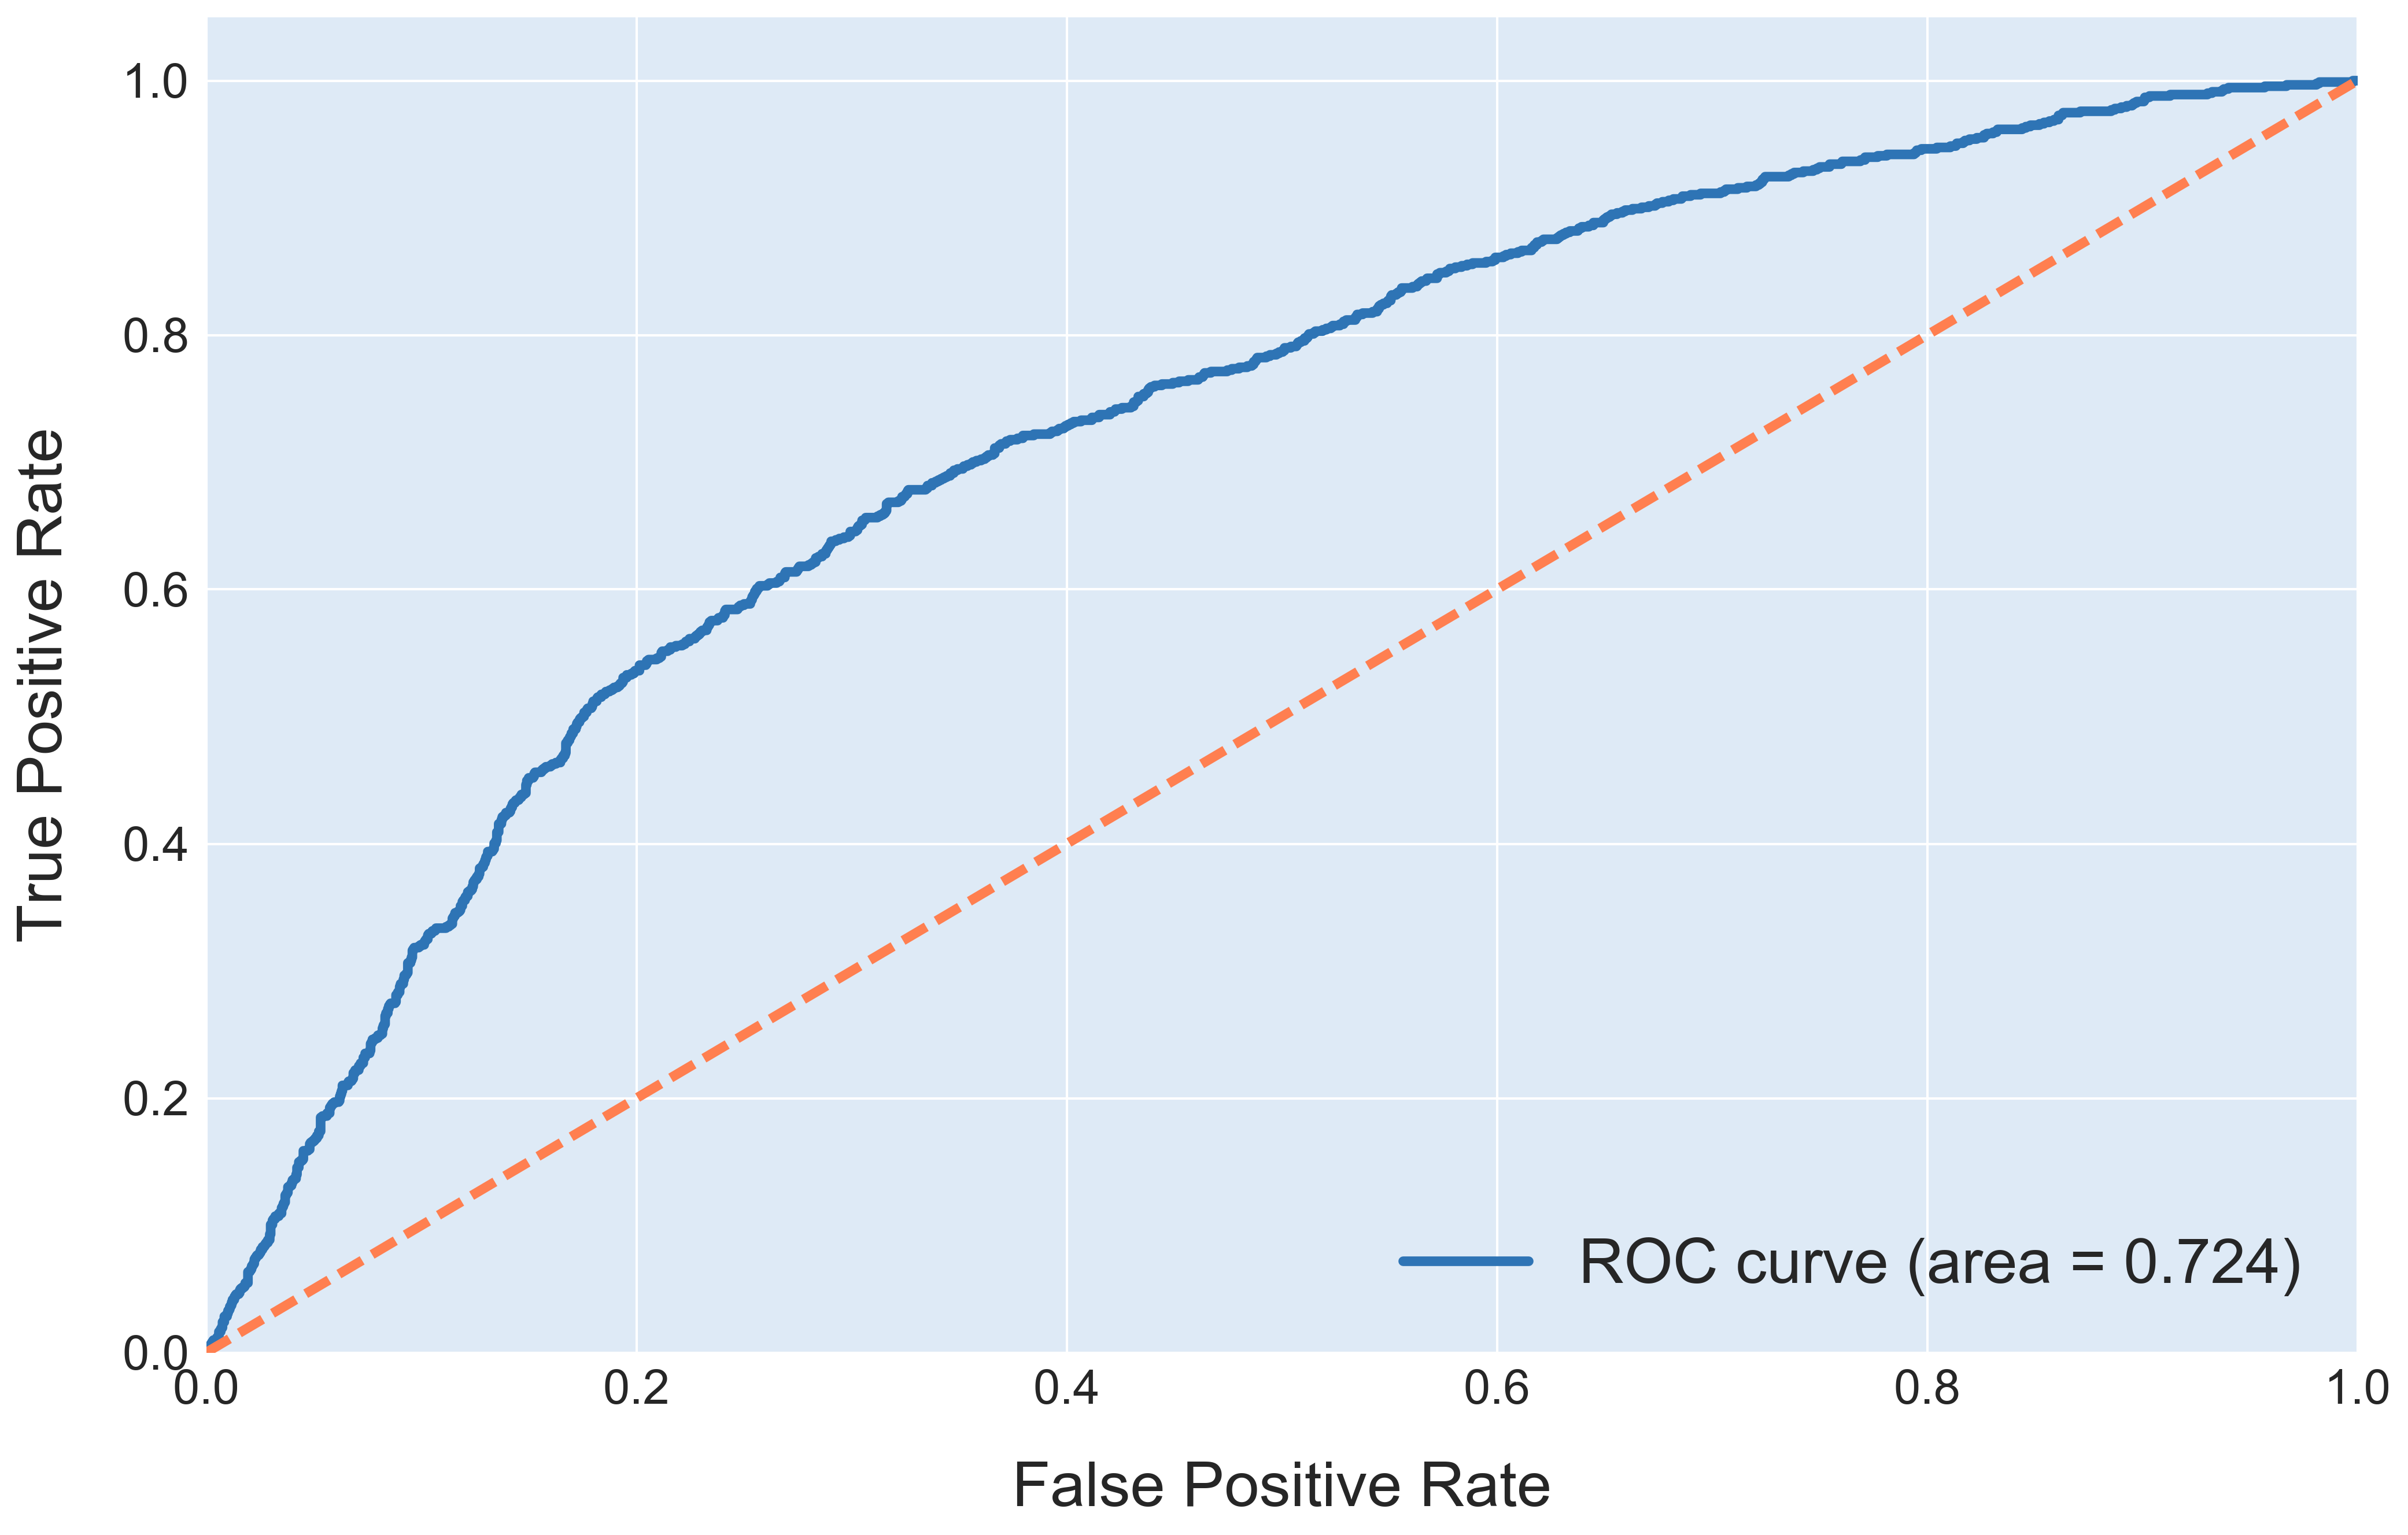 1.0
0.8
0.6
0.4
0.2
0.0
True Positive Rate
ROC curve (area = 0.724)
0.0 0.2 0.4 0.6 0.8 1.0
False Positive Rate